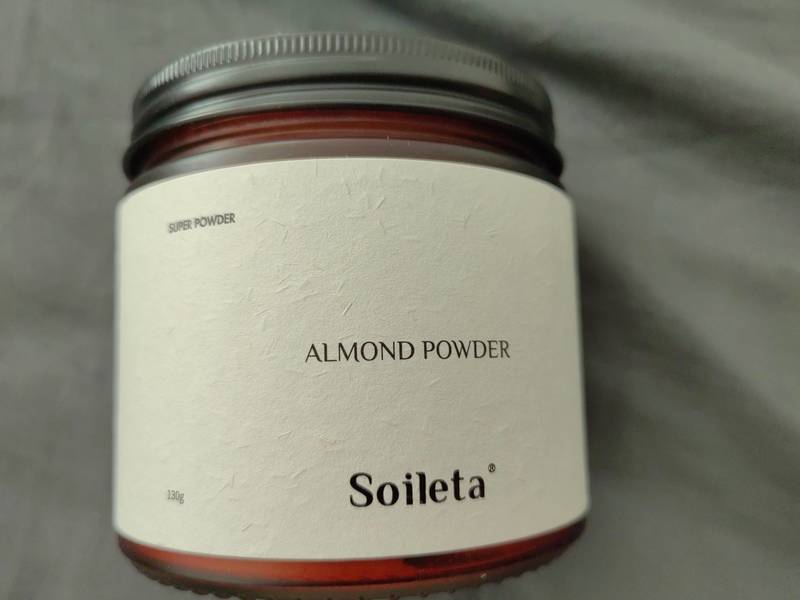 SUPER POWDER
ALMOND POWDER
130g
Soileta®